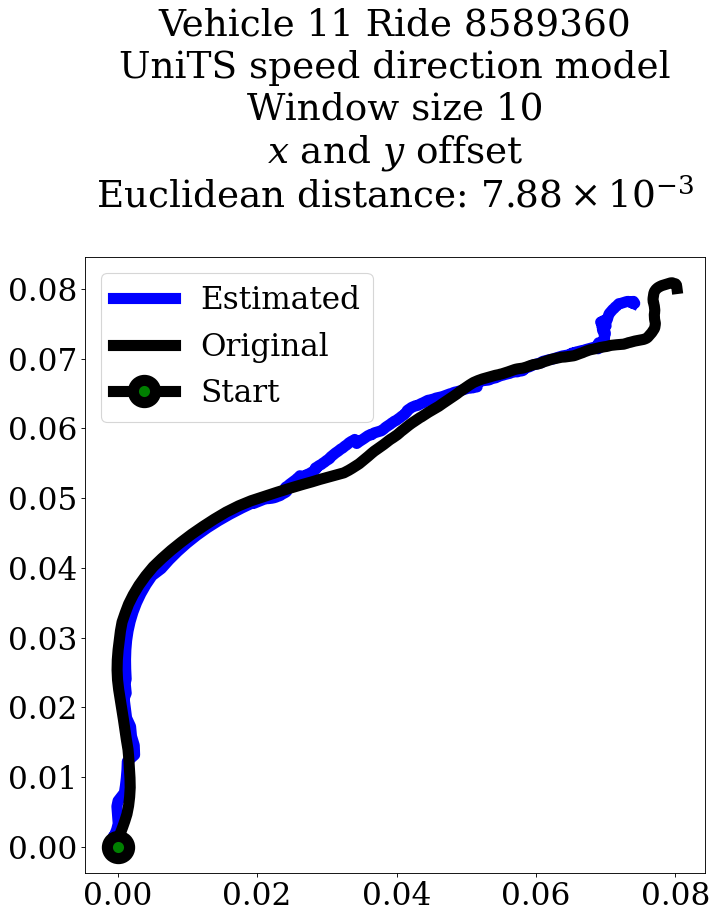 Vehicle 11 Ride 8589360
UniTS speed direction model
Window size 10
x and y offset
Euclidean distance: 7.88 × 10⁻³
Estimated
Original
Start
0.08
0.07
0.06
0.05
0.04
0.03
0.02
0.01
0.00
0.00 0.02 0.04 0.06 0.08